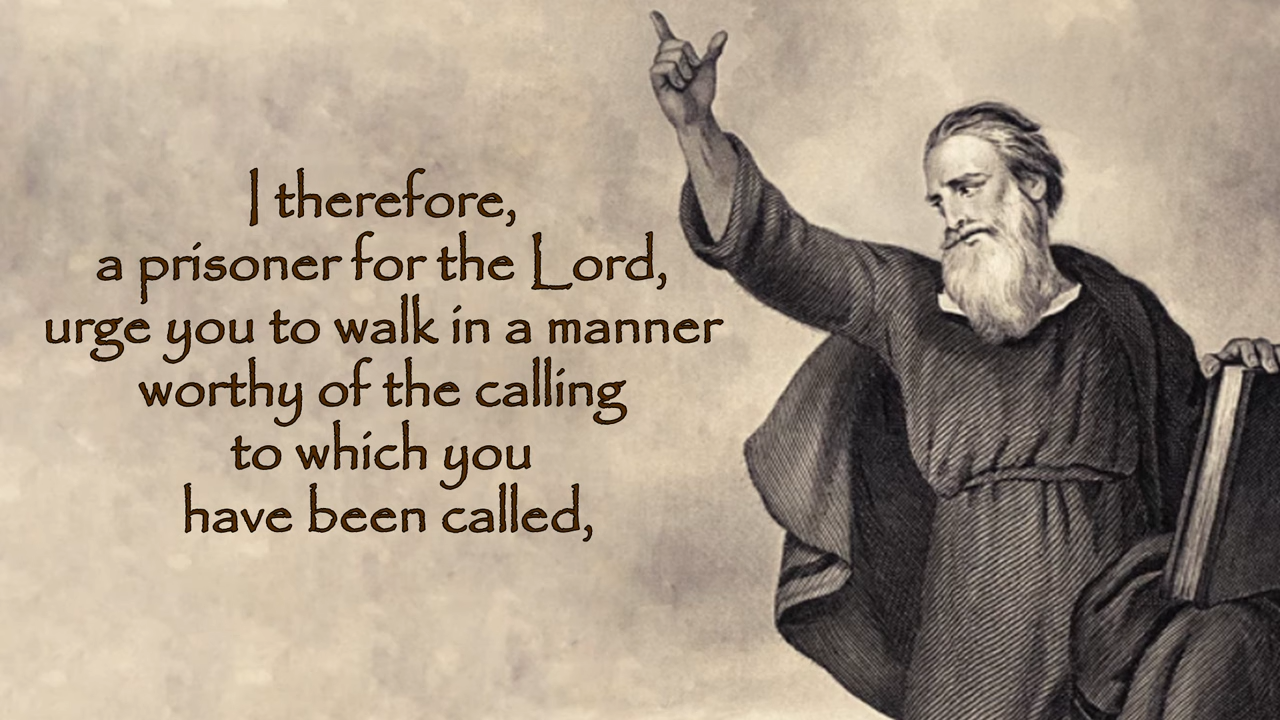 I therefore,
a prisoner for the Lord,
urge you to walk in a manner
worthy of the calling
to which you
have been called,